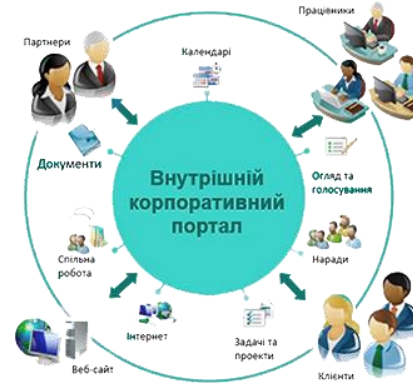 Партнери
Календарі
Працівники
Документи
Огляд та
голосування
Внутрішній
корпоративний
портал
Спільна
робота
Наради
Інтернет
Задачі та
проекти
Веб-сайт
Клієнти